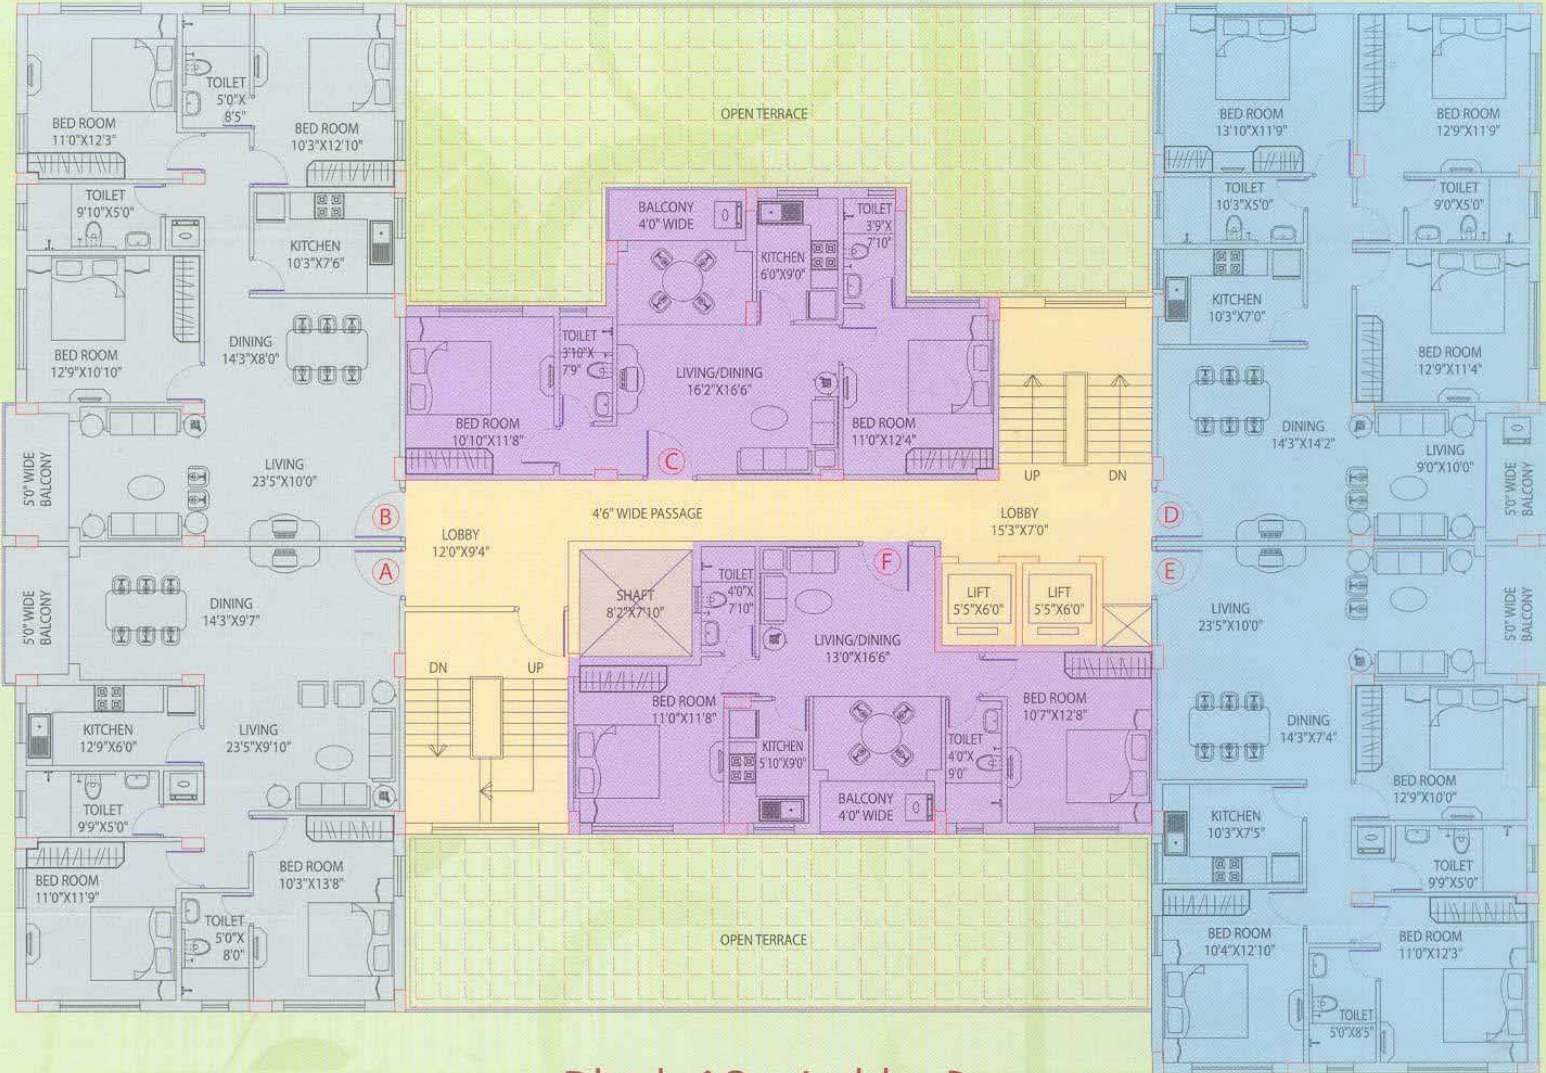 BED ROOM
11'0"X12'3"
TOILET
5'0"X
8'5"
BED ROOM
10'3"X12'10"
TOILET
9'10"X5'0"
KITCHEN
10'3"X7'6"
BED ROOM
12'9"X10'10"
DINING
14'3"X8'0"
LIVING
23'5"X10'0"
5'0" WIDE
BALCONY
B
A
5'0" WIDE
BALCONY
DINING
14'3"X9'7"
KITCHEN
12'9"X6'0"
LIVING
23'5"X9'10"
TOILET
9'9"X5'0"
BED ROOM
11'0"X11'9"
BED ROOM
10'3"X13'8"
TOILET
5'0"X
8'0"
OPEN TERRACE
BALCONY
4'0" WIDE
KITCHEN
6'0"X9'0"
TOILET
3'9"X
7'10"
TOILET
3'10"X
7'9"
LIVING/DINING
16'2"X16'6"
BED ROOM
10'10"X11'8"
BED ROOM
11'0"X12'4"
C
UP
DN
LOBBY
12'0"X9'4"
4'6" WIDE PASSAGE
LOBBY
15'3"X7'0"
SHAFT
8'2"X7'10"
TOILET
4'0"X
7'10"
F
LIFT
5'5"X6'0"
LIFT
5'5"X6'0"
LIVING/DINING
13'0"X16'6"
DN
UP
BED ROOM
11'0"X11'8"
BED ROOM
10'7"X12'8"
KITCHEN
5'10"X9'0"
TOILET
4'0"X
9'0"
BALCONY
4'0" WIDE
OPEN TERRACE
BED ROOM
13'10"X11'9"
BED ROOM
12'9"X11'9"
TOILET
10'3"X5'0"
TOILET
9'0"X5'0"
KITCHEN
10'3"X7'0"
BED ROOM
12'9"X11'4"
DINING
14'3"X14'2"
LIVING
9'0"X10'0"
5'0" WIDE
BALCONY
D
E
LIVING
23'5"X10'0"
5'0" WIDE
BALCONY
DINING
14'3"X7'4"
BED ROOM
12'9"X10'0"
KITCHEN
10'3"X7'5"
TOILET
9'9"X5'0"
BED ROOM
10'4"X12'10"
BED ROOM
11'0"X12'3"
TOILET
5'0"X8'5"